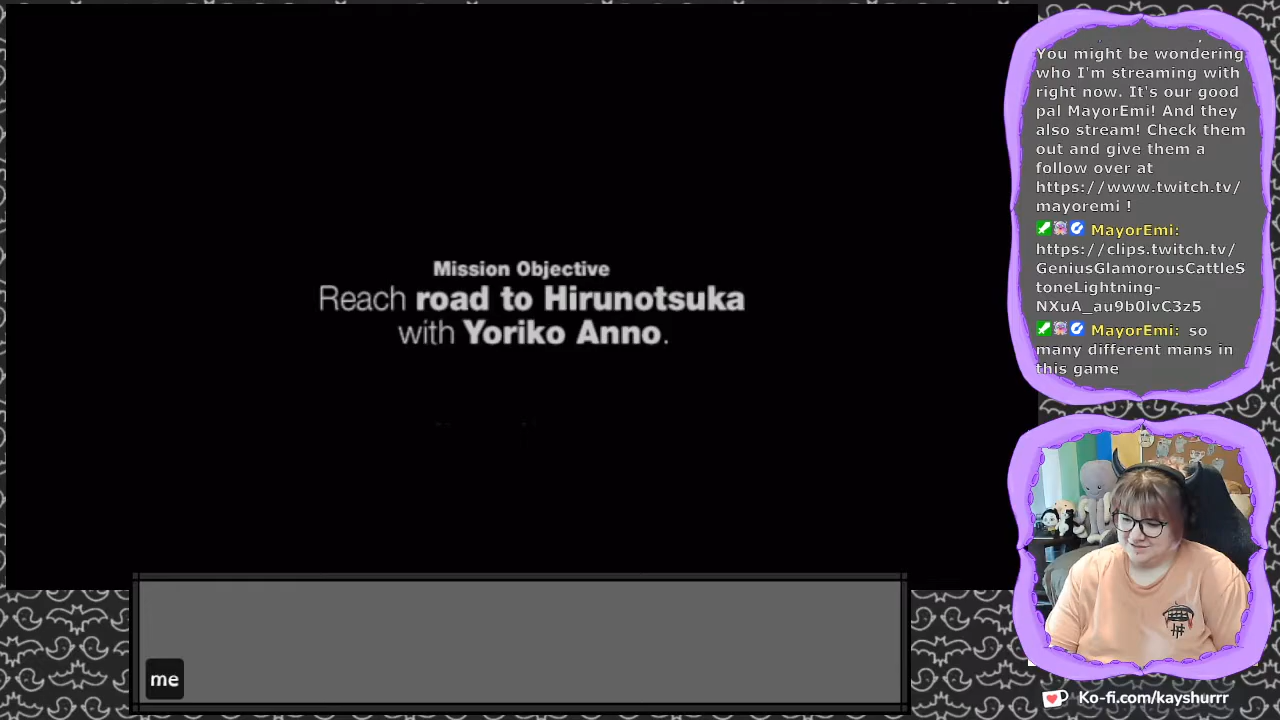 Mission Objective
Reach road to Hirunotsuka
with Yoriko Anno.
You might be wondering
who I'm streaming with
right now. It's our good
pal MayorEmi! And they
also stream! Check them
out and give them a
follow over at
https://www.twitch.tv/
mayoremi !
MayorEmi:
https://clips.twitch.tv/
GeniusGlamorousCattleS
toneLightning-
NXuA_au9b0lvC3z5
MayorEmi: so
many different mans in
this game
me
Ko-fi.com/kayshurrr